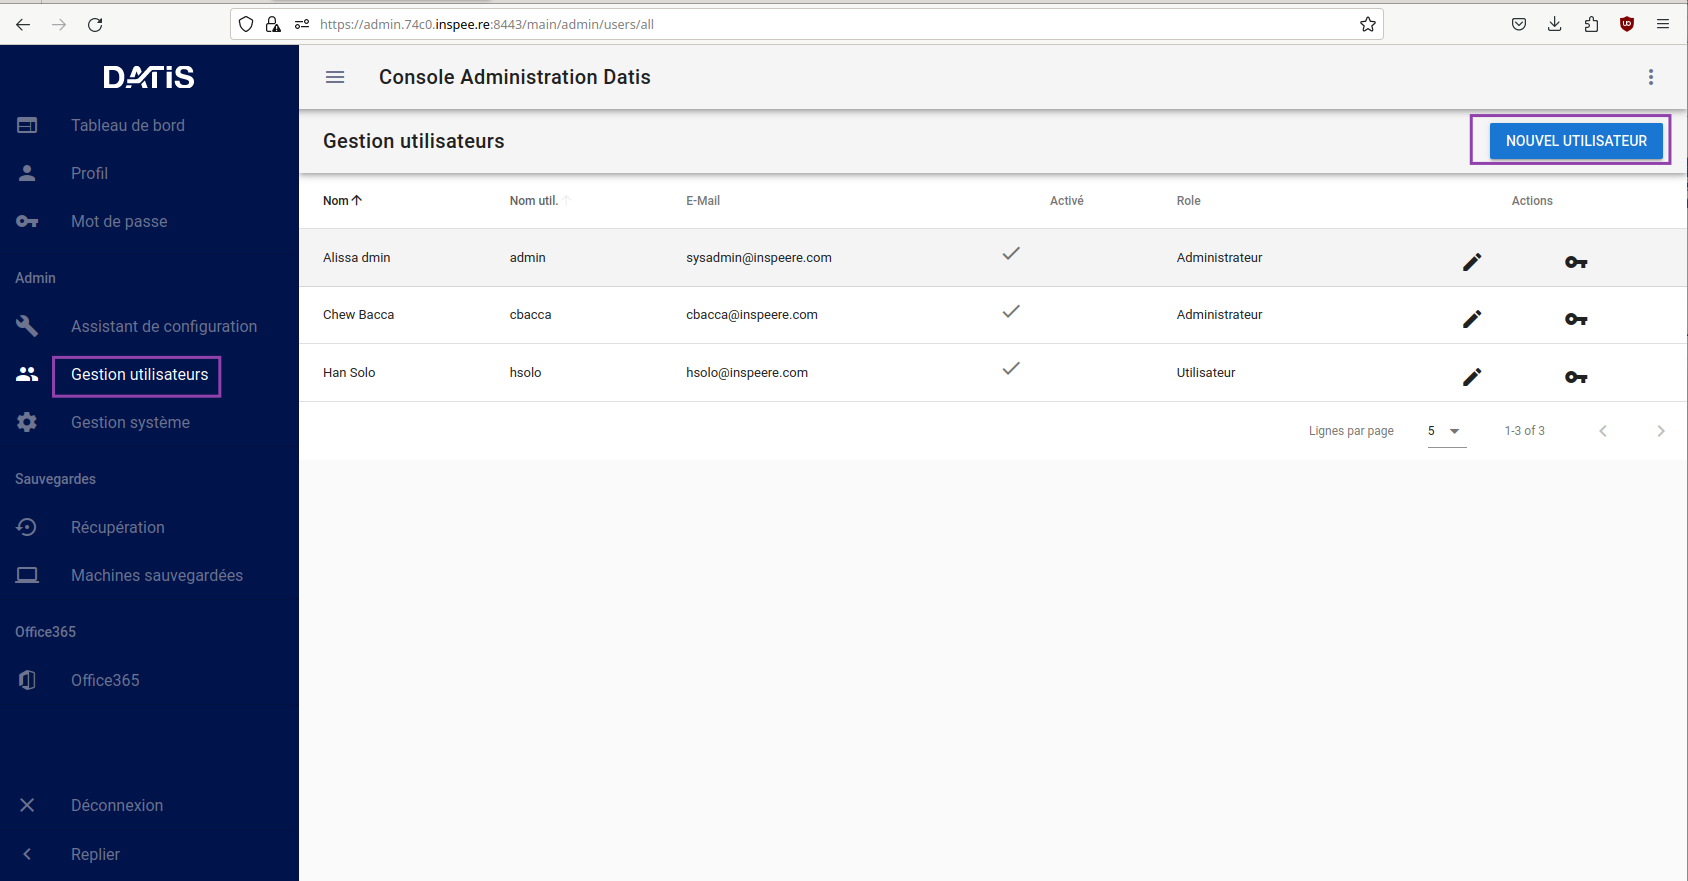 https://admin.74c0.inspee.re:8443/main/admin/users/all
DATiS
Console Administration Datis
Tableau de bord
Profil
Mot de passe
Admin
Assistant de configuration
Gestion utilisateurs
Gestion système
Sauvegardes
Récupération
Machines sauvegardées
Office365
Office365
Déconnexion
Replier
Gestion utilisateurs
NOUVEL UTILISATEUR
Nom Nom util. E-Mail Activé Role Actions
Alissa dmin admin sysadmin@inspeere.com Administrateur
Chew Bacca cbacca cbacca@inspeere.com Administrateur
Han Solo hsolo hsolo@inspeere.com Utilisateur
Lignes par page 5 1-3 of 3